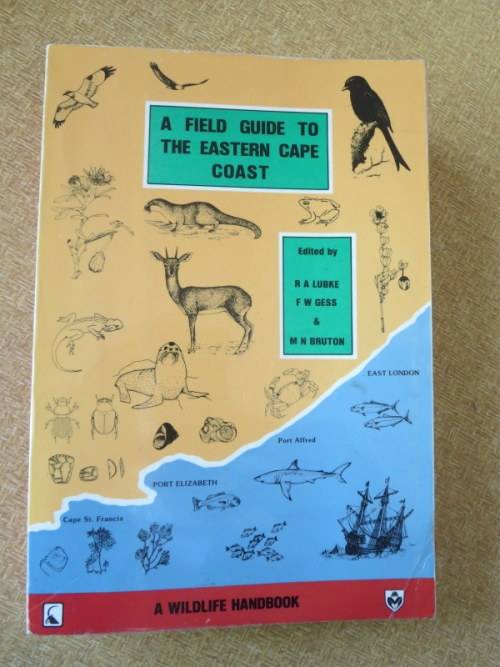 A FIELD GUIDE TO
THE EASTERN CAPE
COAST
Edited by
R A LUBKE
F W GESS
&
M N BRUTON
EAST LONDON
Port Alfred
PORT ELIZABETH
Cape St. Francis
A WILDLIFE HANDBOOK